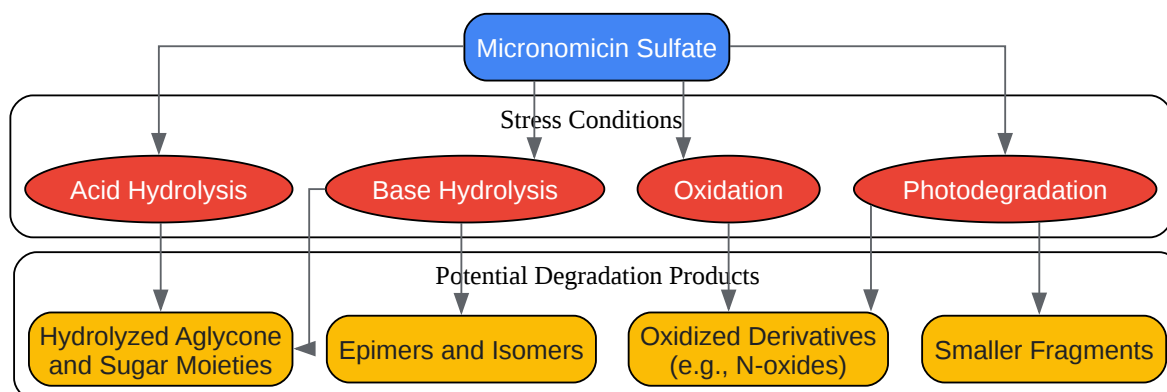 Micronomicin Sulfate
Stress Conditions
Acid Hydrolysis
Base Hydrolysis
Oxidation
Photodegradation
Potential Degradation Products
Hydrolyzed Aglycone
and Sugar Moieties
Epimers and Isomers
Oxidized Derivatives
(e.g., N-oxides)
Smaller Fragments